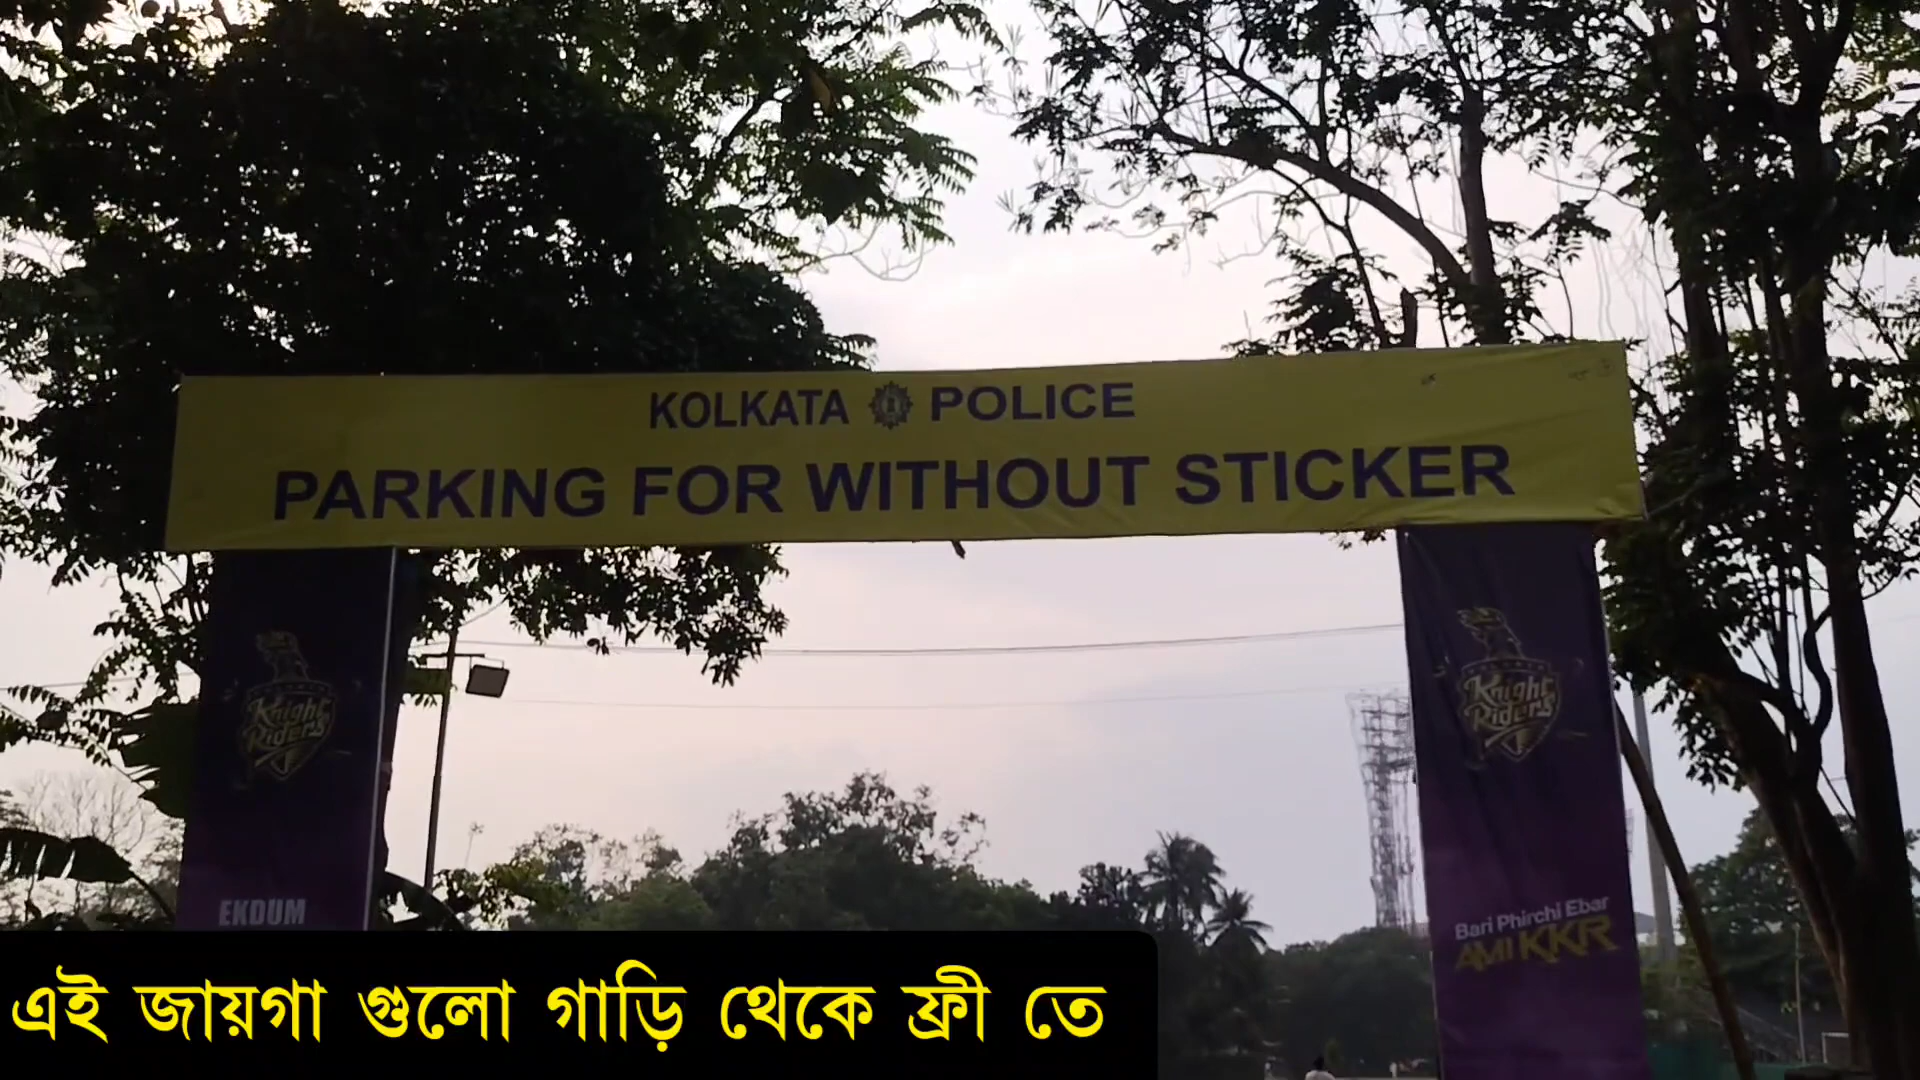 KOLKATA POLICE
PARKING FOR WITHOUT STICKER
Knight
Riders
Knight
Riders
EKDUM
Bari Phirchi Ebar
AMI KKR
এই জায়গা গুলো গাড়ি থেকে ফ্রী তে